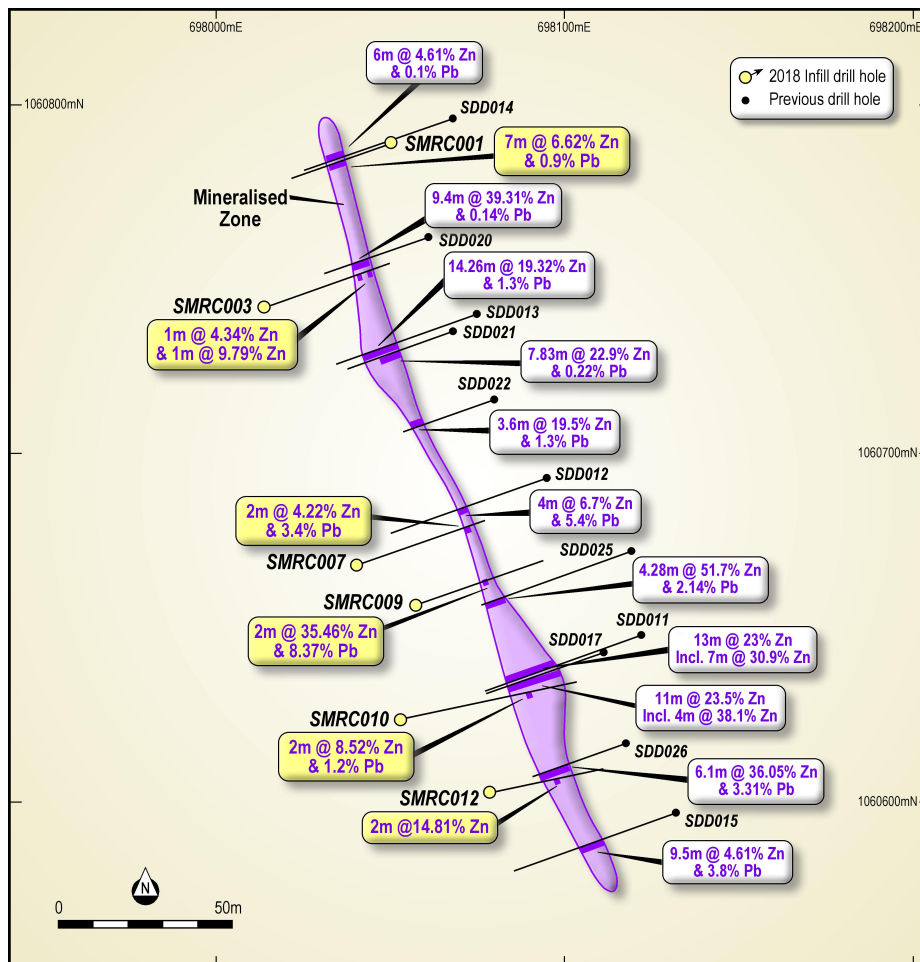 698000mE
698100mE
698200mE
6m @ 4.61% Zn
& 0.1% Pb
2018 Infill drill hole
Previous drill hole
1060800mN
SDD014
SMRC001
7m @ 6.62% Zn
& 0.9% Pb
Mineralised
Zone
9.4m @ 39.31% Zn
& 0.14% Pb
SDD020
14.26m @ 19.32% Zn
& 1.3% Pb
SMRC003
1m @ 4.34% Zn
& 1m @ 9.79% Zn
SDD013
SDD021
7.83m @ 22.9% Zn
& 0.22% Pb
SDD022
3.6m @ 19.5% Zn
& 1.3% Pb
1060700mN
SDD012
2m @ 4.22% Zn
& 3.4% Pb
4m @ 6.7% Zn
& 5.4% Pb
SMRC007
SDD025
4.28m @ 51.7% Zn
& 2.14% Pb
SMRC009
2m @ 35.46% Zn
& 8.37% Pb
SDD011
SDD017
13m @ 23% Zn
Incl. 7m @ 30.9% Zn
11m @ 23.5% Zn
Incl. 4m @ 38.1% Zn
SMRC010
2m @ 8.52% Zn
& 1.2% Pb
SDD026
6.1m @ 36.05% Zn
& 3.31% Pb
SMRC012
1060600mN
2m @14.81% Zn
SDD015
9.5m @ 4.61% Zn
& 3.8% Pb
N
0
50m